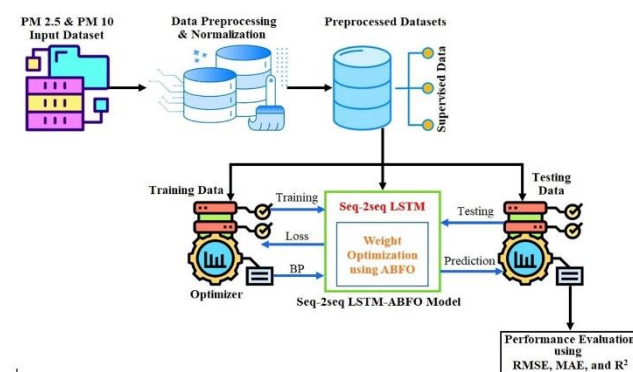 PM 2.5 & PM 10
Input Dataset
Data Preprocessing
& Normalization
Preprocessed Datasets
Supervised Data
Training Data
Training
Loss
BP
Optimizer
Seq-2seq LSTM
Weight
Optimization
using ABFO
Seq-2seq LSTM-ABFO Model
Testing
Prediction
Testing
Data
Performance Evaluation
using
RMSE, MAE, and R²